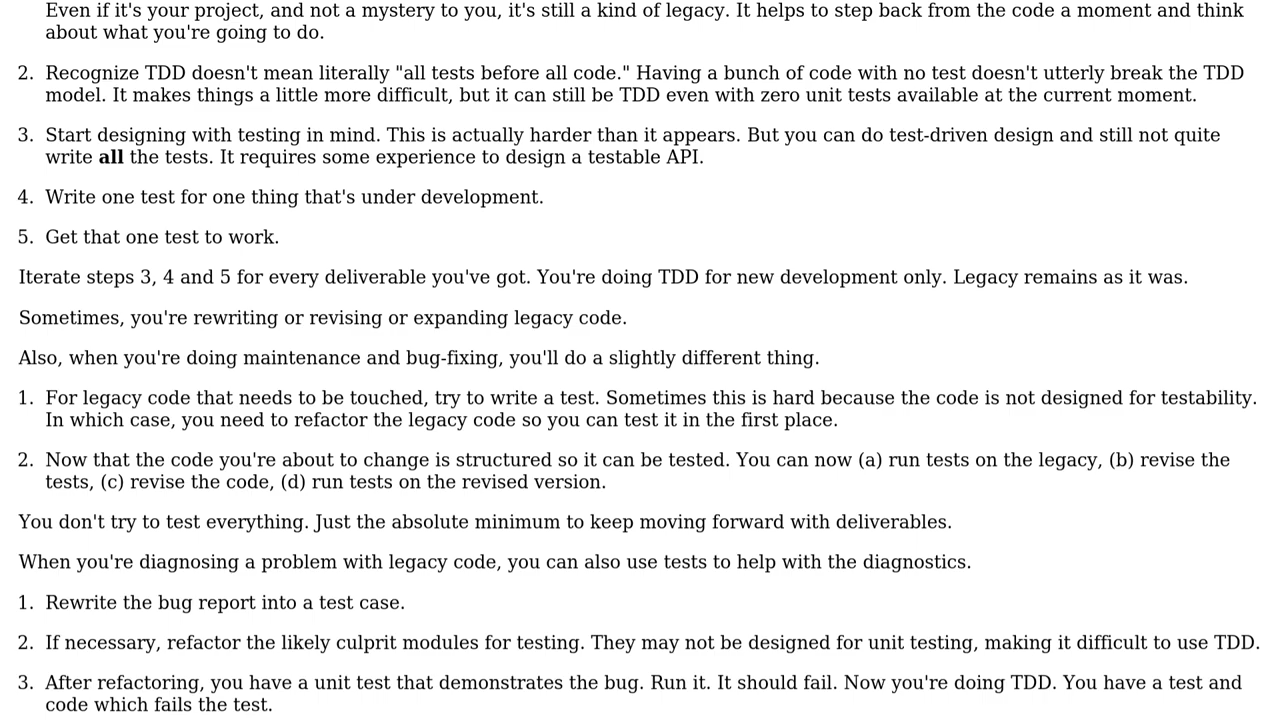 Even if it's your project, and not a mystery to you, it's still a kind of legacy. It helps to step back from the code a moment and think
about what you're going to do.
2. Recognize TDD doesn't mean literally "all tests before all code." Having a bunch of code with no test doesn't utterly break the TDD
model. It makes things a little more difficult, but it can still be TDD even with zero unit tests available at the current moment.
3. Start designing with testing in mind. This is actually harder than it appears. But you can do test-driven design and still not quite
write all the tests. It requires some experience to design a testable API.
4. Write one test for one thing that's under development.
5. Get that one test to work.
Iterate steps 3, 4 and 5 for every deliverable you've got. You're doing TDD for new development only. Legacy remains as it was.
Sometimes, you're rewriting or revising or expanding legacy code.
Also, when you're doing maintenance and bug-fixing, you'll do a slightly different thing.
1. For legacy code that needs to be touched, try to write a test. Sometimes this is hard because the code is not designed for testability.
In which case, you need to refactor the legacy code so you can test it in the first place.
2. Now that the code you're about to change is structured so it can be tested. You can now (a) run tests on the legacy, (b) revise the
tests, (c) revise the code, (d) run tests on the revised version.
You don't try to test everything. Just the absolute minimum to keep moving forward with deliverables.
When you're diagnosing a problem with legacy code, you can also use tests to help with the diagnostics.
1. Rewrite the bug report into a test case.
2. If necessary, refactor the likely culprit modules for testing. They may not be designed for unit testing, making it difficult to use TDD.
3. After refactoring, you have a unit test that demonstrates the bug. Run it. It should fail. Now you're doing TDD. You have a test and
code which fails the test.